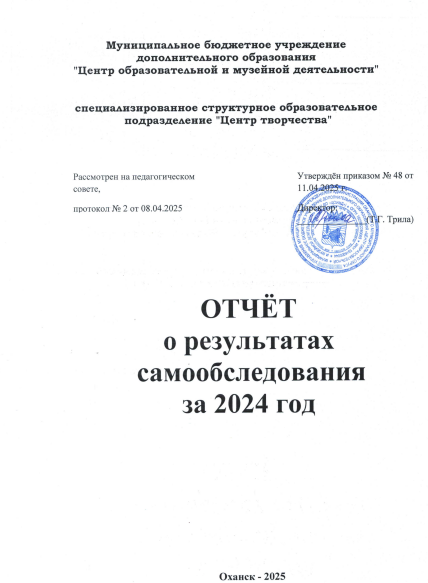 Муниципальное бюджетное учреждение
дополнительного образования
"Центр образовательной и музейной деятельности"
специализированное структурное образовательное
подразделение "Центр творчества"
Рассмотрен на педагогическом
совете,
протокол № 2 от 08.04.2025
Утверждён приказом № 48 от
11.04.2025 г.
Директор:
(Т.Г. Трила)
ОТЧЁТ
о результатах
самообследования
за 2024 год
Оханск - 2025